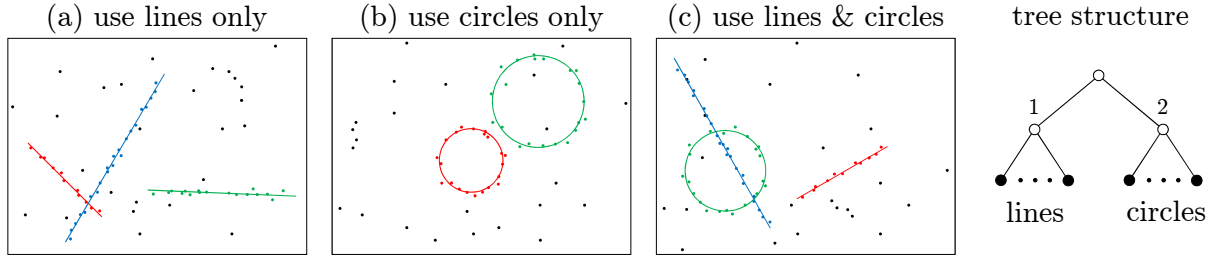 (a) use lines only
(b) use circles only
(c) use lines & circles
tree structure
1
2
lines
circles